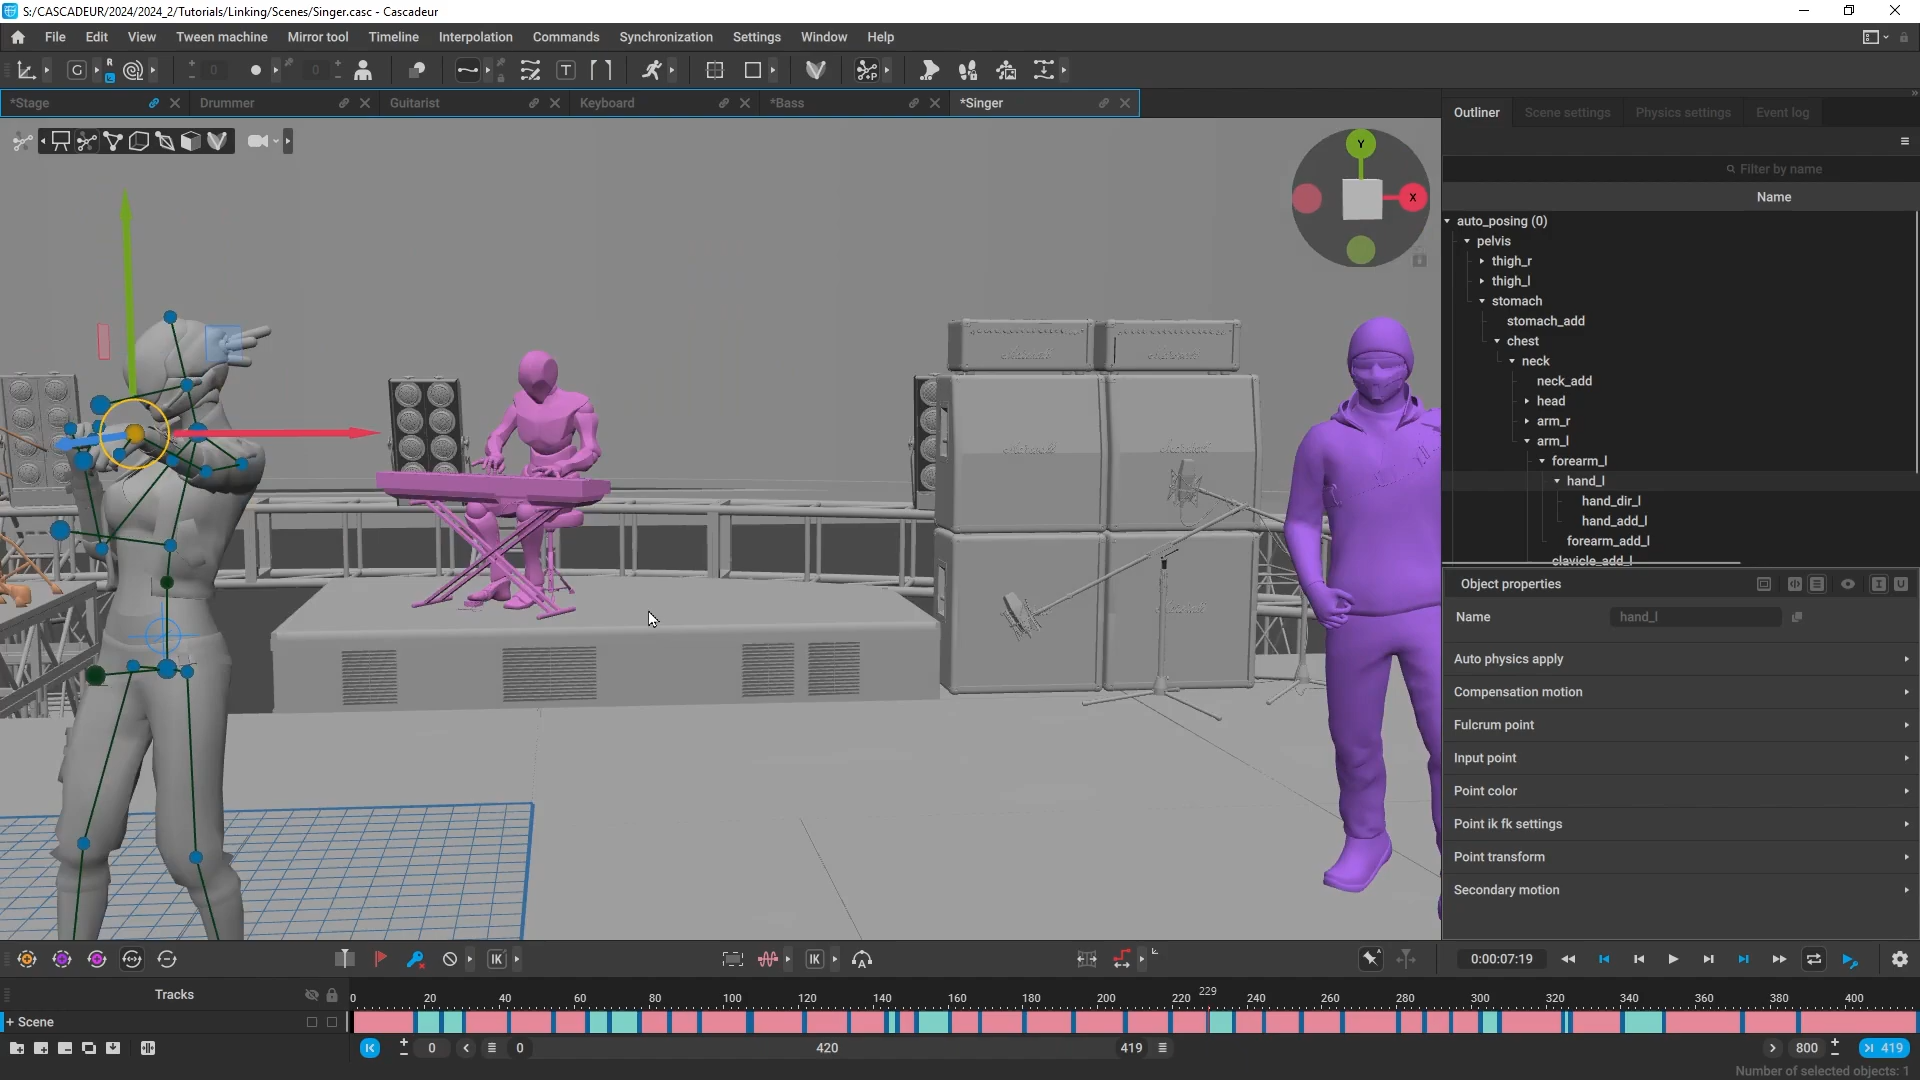 S:/CASCADEUR/2024/2024_2/Tutorials/Linking/Scenes/Singer.casc - Cascadeur
File Edit View Tween machine Mirror tool Timeline Interpolation Commands Synchronization Settings Window Help
G R L 0 0 T P
*Stage Drummer Guitarist Keyboard *Bass *Singer
Outliner Scene settings Physics settings Event log
Filter by name
Name
Y
X
auto_posing (0)
pelvis
thigh_r
thigh_l
stomach
stomach_add
chest
neck
neck_add
head
arm_r
arm_l
forearm_l
hand_l
hand_dir_l
hand_add_l
forearm_add_l
clavicle_add_l
Object properties
Name hand_l
Auto physics apply
Compensation motion
Fulcrum point
Input point
Point color
Point ik fk settings
Point transform
Secondary motion
IK IK 0:00:07:19
Tracks 0 20 40 60 80 100 120 140 160 180 200 220 229 240 260 280 300 320 340 360 380 400
+ Scene
0 0 420 419 800 419
Number of selected objects: 1